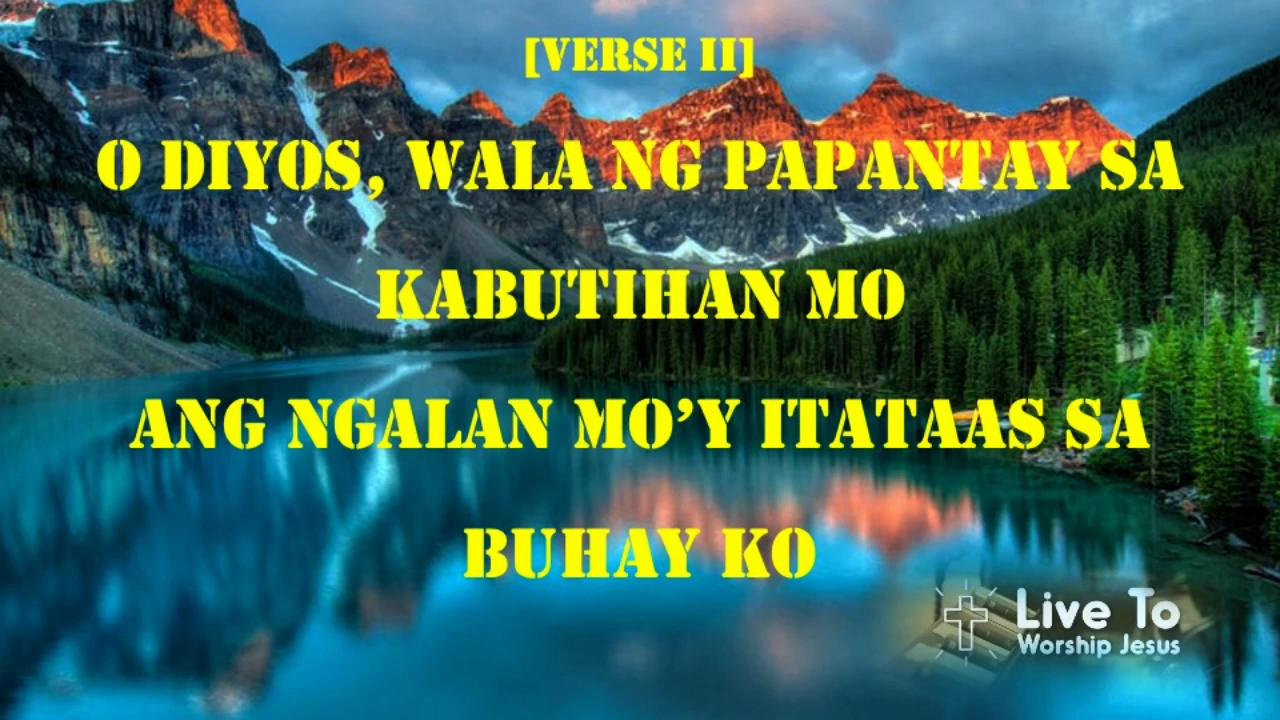 [VERSE II]
O DIYOS, WALA NG PAPANTAY SA
KABUTIHAN MO
ANG NGALAN MO’Y ITATAAS SA
BUHAY KO
Live To
Worship Jesus